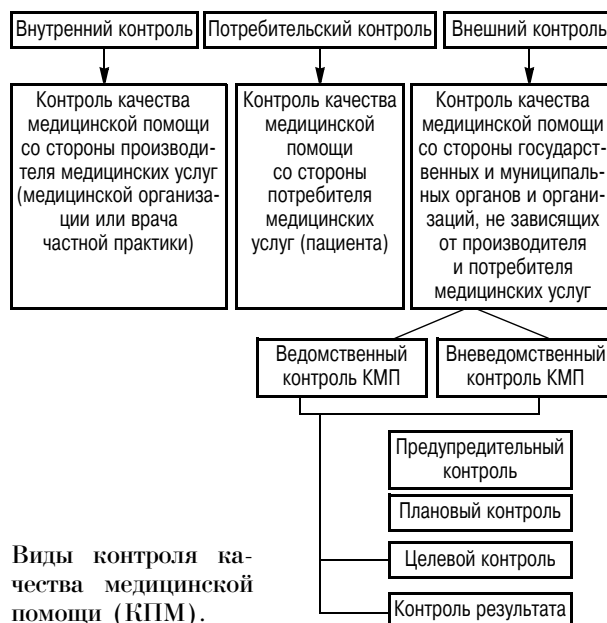 Внутренний контроль
Потребительский контроль
Внешний контроль
Контроль качества
медицинской помощи
со стороны производи-
теля медицинских услуг
(медицинской организа-
ции или врача
частной практики)
Контроль качества
медицинской
помощи
со стороны
потребителя
медицинских
услуг (пациента)
Контроль качества
медицинской помощи
со стороны государст-
венных и муниципаль-
ных органов и органи-
заций, не зависящих
от производителя
и потребителя
медицинских услуг
Ведомственный
контроль КМП
Вневедомственный
контроль КМП
Предупредительный
контроль
Плановый контроль
Целевой контроль
Контроль результата
Виды контроля ка-
чества медицинской
помощи (КПМ).